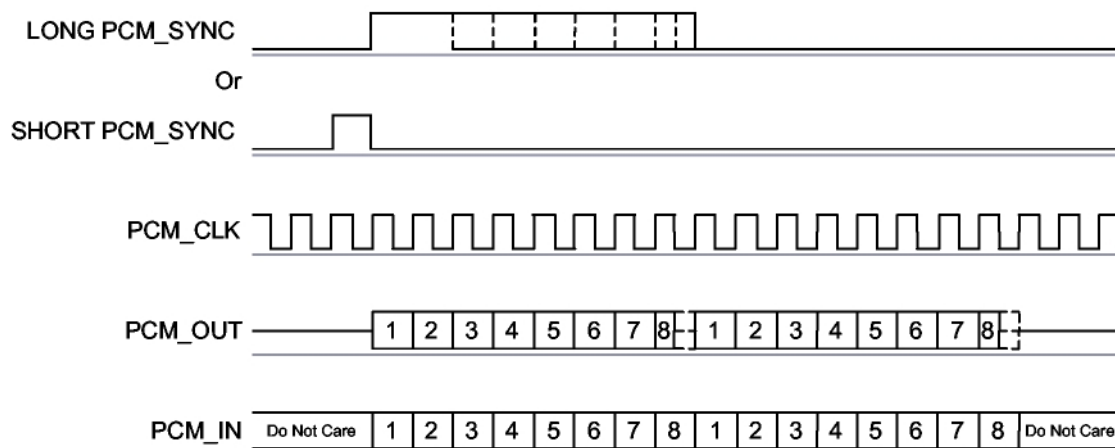 LONG PCM_SYNC
Or
SHORT PCM_SYNC
PCM_CLK
PCM_OUT 1 2 3 4 5 6 7 8 1 2 3 4 5 6 7 8
PCM_IN Do Not Care 1 2 3 4 5 6 7 8 1 2 3 4 5 6 7 8 Do Not Care